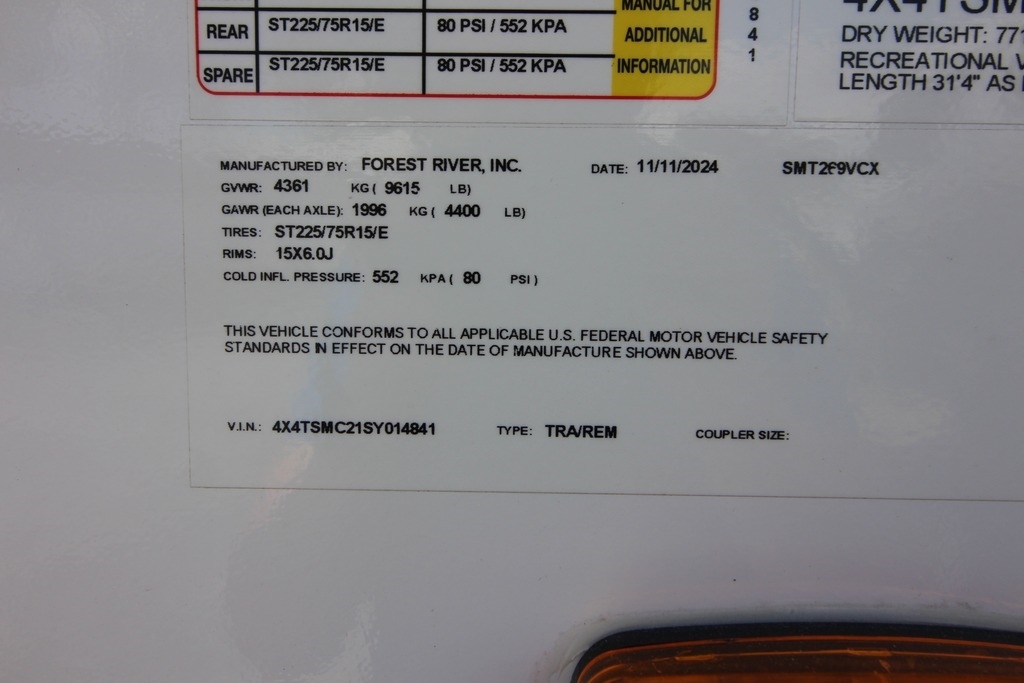 MANUAL FOR
REAR ST225/75R15/E 80 PSI / 552 KPA ADDITIONAL
SPARE ST225/75R15/E 80 PSI / 552 KPA INFORMATION
8
4
1
DRY WEIGHT: 771
RECREATIONAL V
LENGTH 31'4" AS
MANUFACTURED BY: FOREST RIVER, INC. DATE: 11/11/2024 SMT269VCX
GVWR: 4361 KG ( 9615 LB)
GAWR (EACH AXLE): 1996 KG ( 4400 LB)
TIRES: ST225/75R15/E
RIMS: 15X6.0J
COLD INFL. PRESSURE: 552 KPA ( 80 PSI )
THIS VEHICLE CONFORMS TO ALL APPLICABLE U.S. FEDERAL MOTOR VEHICLE SAFETY
STANDARDS IN EFFECT ON THE DATE OF MANUFACTURE SHOWN ABOVE.
V.I.N.: 4X4TSMC21SY014841 TYPE: TRA/REM COUPLER SIZE: